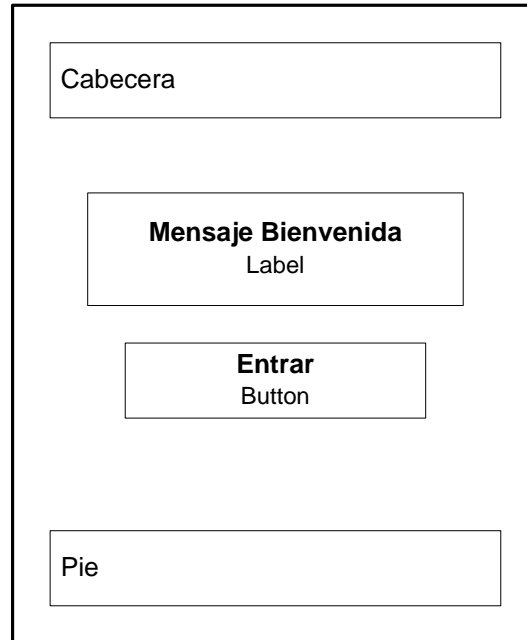 Cabecera
Mensaje Bienvenida
Label
Entrar
Button
Pie